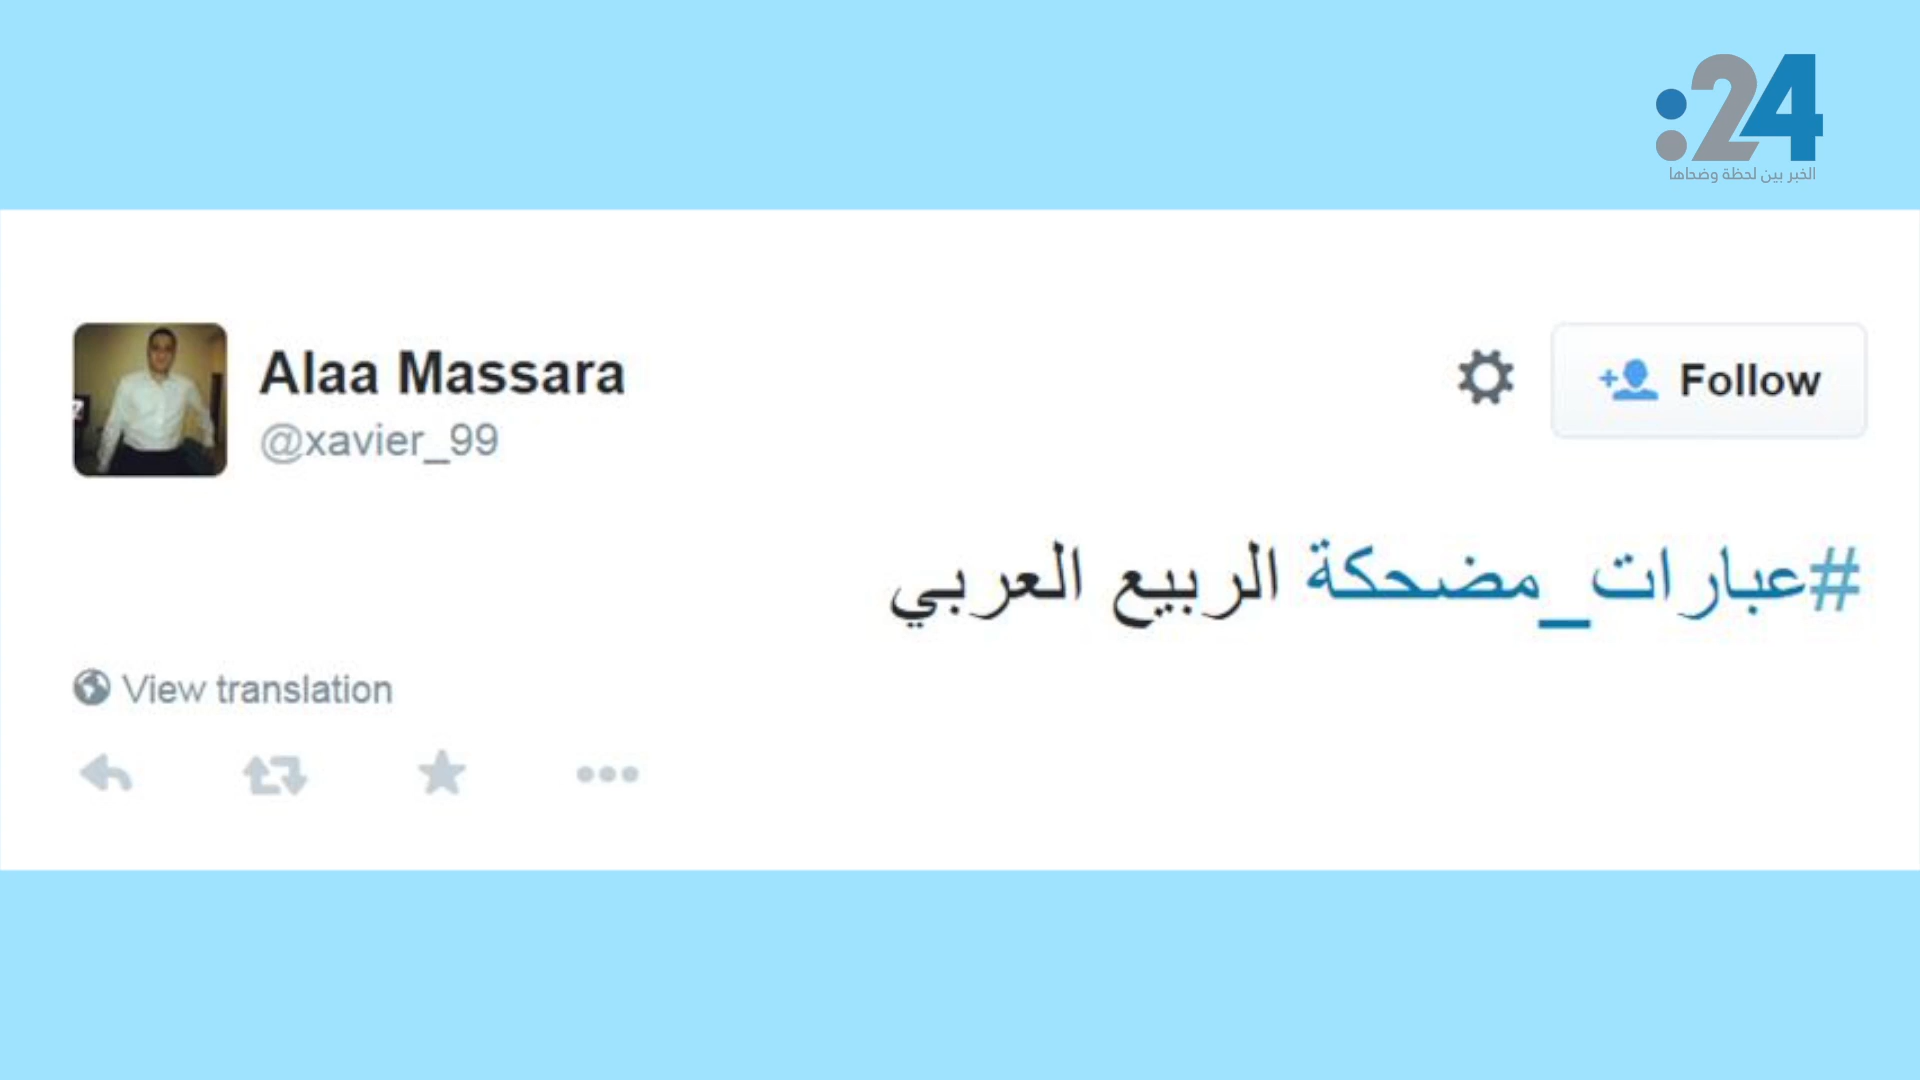 :24
الخبر بين لحظة وضحاها
Alaa Massara
@xavier_99
Follow
#عبارات_مضحكة الربيع العربي
View translation